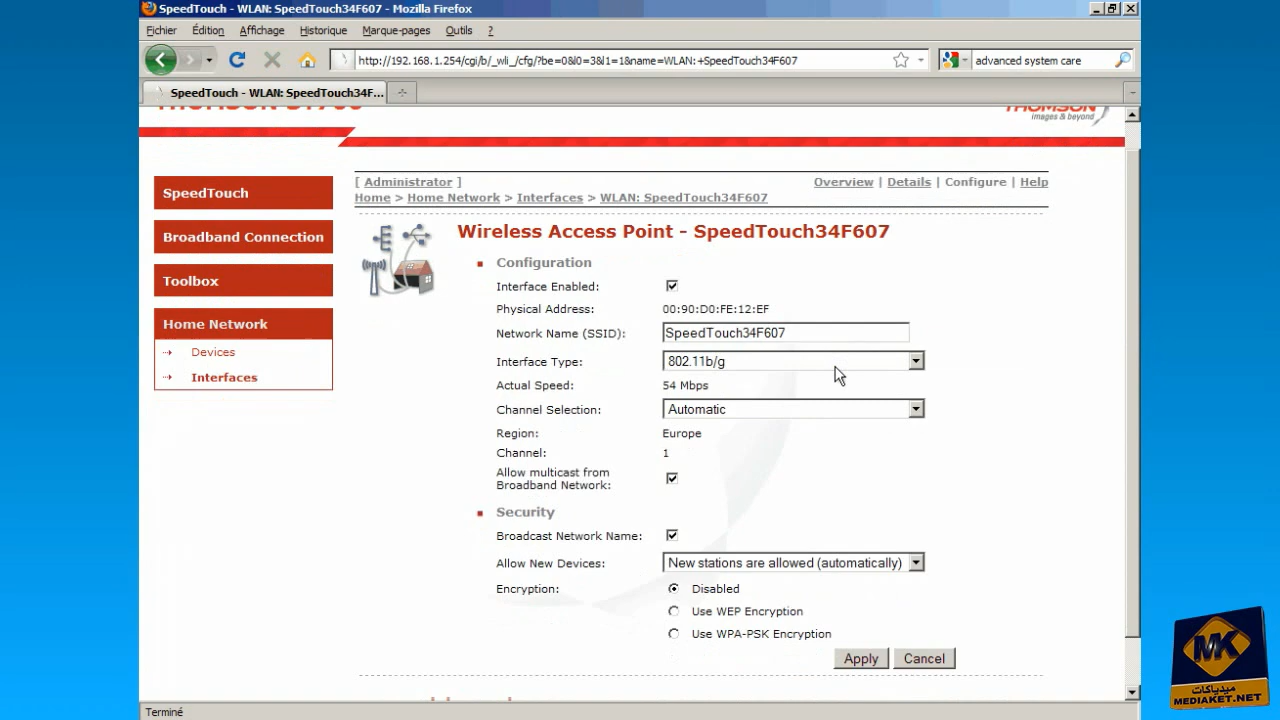 SpeedTouch - WLAN: SpeedTouch34F607 - Mozilla Firefox
Fichier Édition Affichage Historique Marque-pages Outils ?
http://192.168.1.254/cgi/b/_wli_/cfg/?be=0&l0=3&l1=1&name=WLAN:+SpeedTouch34F607
advanced system care
SpeedTouch - WLAN: SpeedTouch34F...
THOMSON
images & beyond
SpeedTouch
Broadband Connection
Toolbox
Home Network
Devices
Interfaces
[ Administrator ]
Overview | Details | Configure | Help
Home > Home Network > Interfaces > WLAN: SpeedTouch34F607
Wireless Access Point - SpeedTouch34F607
Configuration
Interface Enabled:
Physical Address: 00:90:D0:FE:12:EF
Network Name (SSID): SpeedTouch34F607
Interface Type: 802.11b/g
Actual Speed: 54 Mbps
Channel Selection: Automatic
Region: Europe
Channel: 1
Allow multicast from
Broadband Network:
Security
Broadcast Network Name:
Allow New Devices: New stations are allowed (automatically)
Encryption: Disabled
Use WEP Encryption
Use WPA-PSK Encryption
Apply Cancel
Terminé
MK
ميدياكات
MEDIAKET.NET